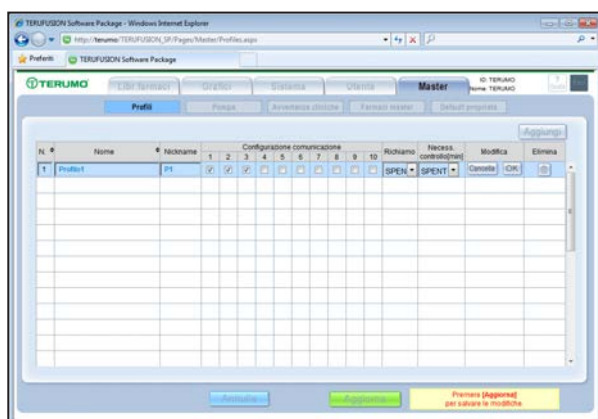 TERUFUSION Software Package - Windows Internet Explorer
http://terumo/TERUFUSION_SP/Pages/Master/Profiles.aspx
Preferiti TERUFUSION Software Package
TERUMO Libr.farmaci Grafici Sistema Utente Master ID: TERUMO
Nome: TERUMO
Profili Pompa Avvertenze cliniche Farmaci master Default proprietà
Aggiungi
N. Nome Nickname Configurazione comunicazione Richiamo Necess. controllo[min] Modifica Elimina
1 2 3 4 5 6 7 8 9 10
1 Profilo1 P1 SPEN SPENT Cancella OK
Annulla Aggiorna Premere [Aggiorna]
per salvare le modifiche.